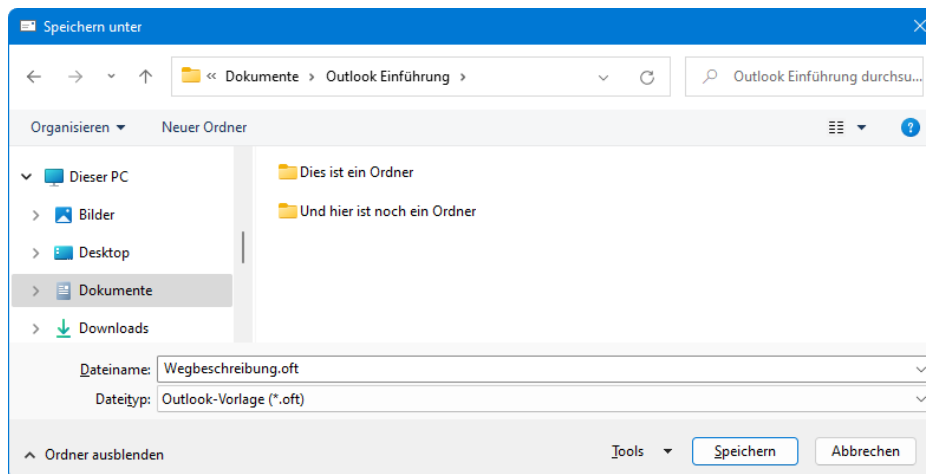 Speichern unter
« Dokumente > Outlook Einführung >
Outlook Einführung durchsu...
Organisieren
Neuer Ordner
?
Dieser PC
Bilder
Desktop
Dokumente
Downloads
Dies ist ein Ordner
Und hier ist noch ein Ordner
Dateiname: Wegbeschreibung.oft
Dateityp: Outlook-Vorlage (*.oft)
Ordner ausblenden
Tools
Speichern
Abbrechen